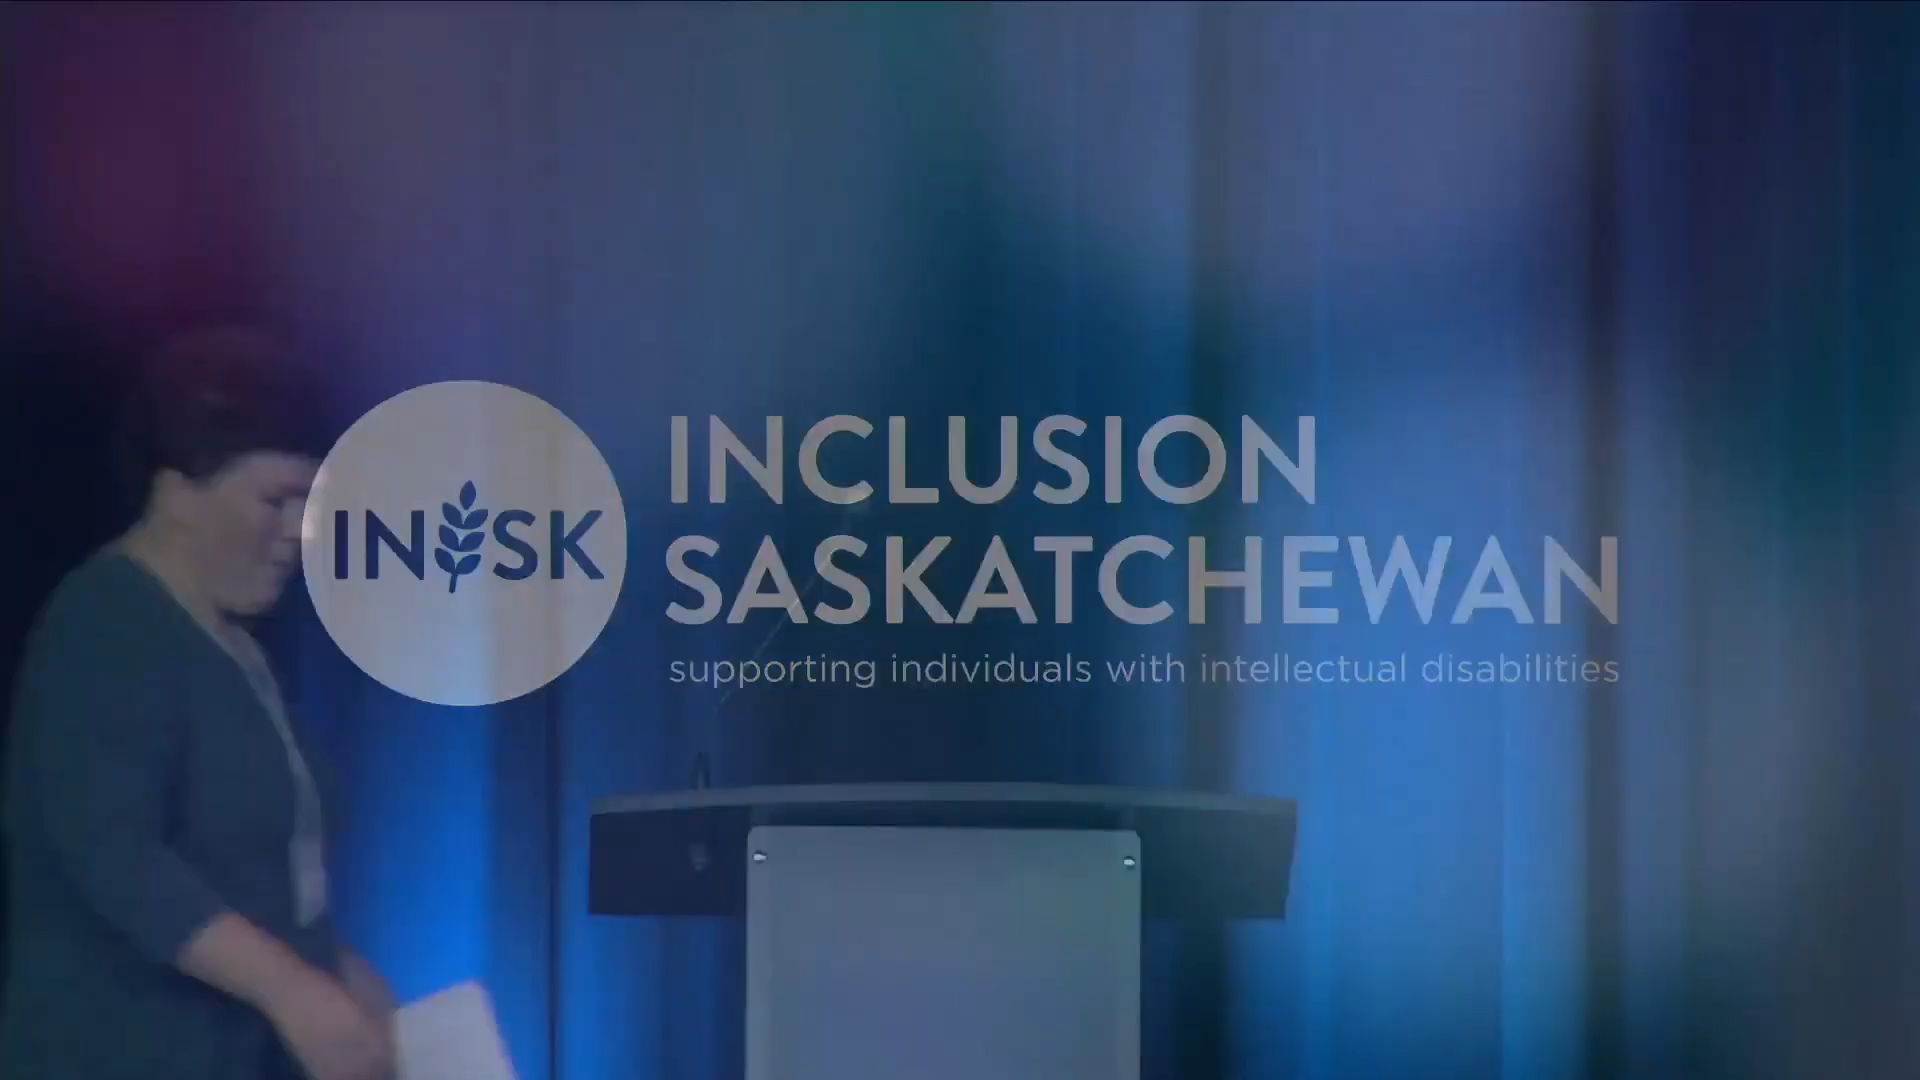 IN SK
INCLUSION
SASKATCHEWAN
supporting individuals with intellectual disabilities